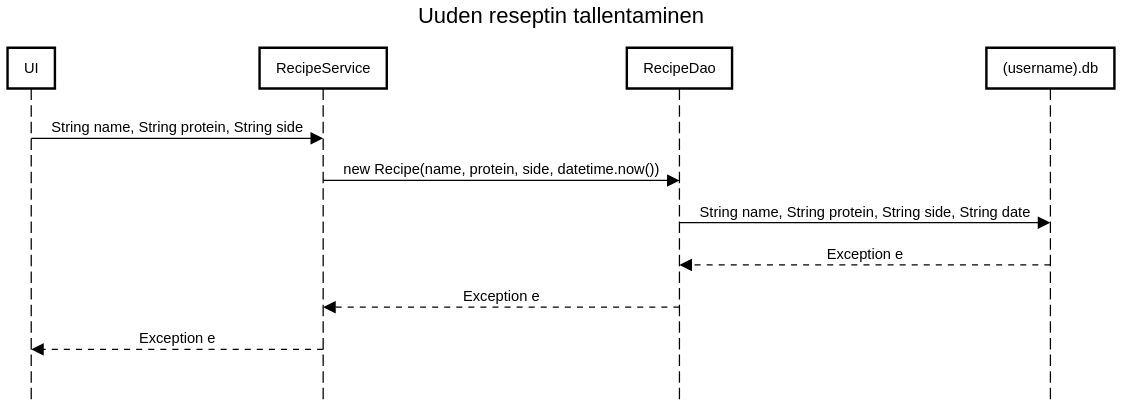 Uuden reseptin tallentaminen
UI
RecipeService
RecipeDao
(username).db
String name, String protein, String side
new Recipe(name, protein, side, datetime.now())
String name, String protein, String side, String date
Exception e
Exception e
Exception e